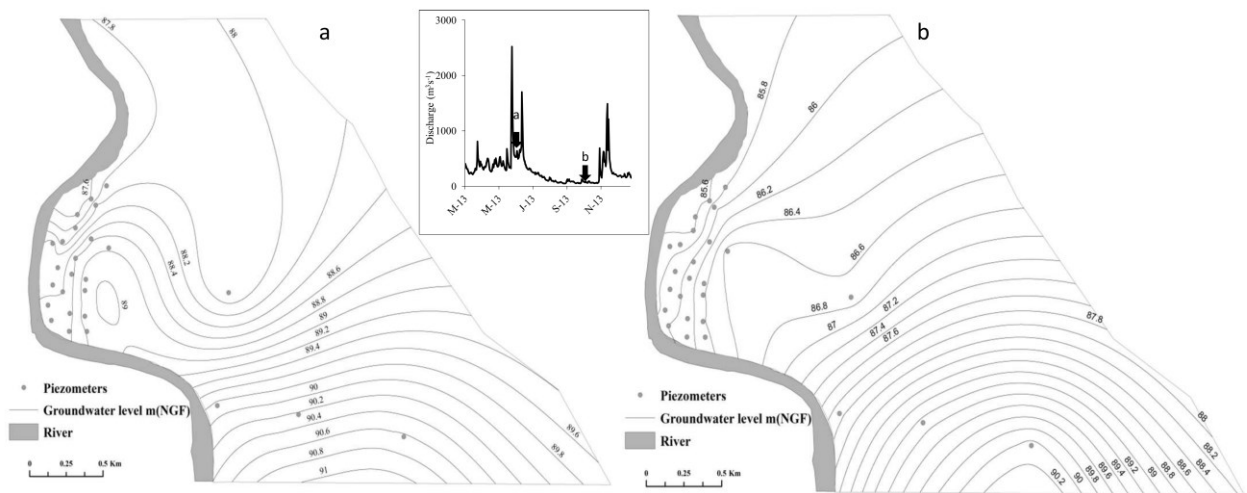 a
b
3000
2000
1000
0
Discharge (m³s⁻¹)
a
b
M-13
M-13
J-13
S-13
N-13
87.8
88
87.6
88.2
88.4
88.6
88.8
89
89
89.2
89.4
90
90.2
90.4
90.6
90.8
91
89.6
89.8
Piezometers
Groundwater level m(NGF)
River
0 0.25 0.5 Km
85.8
86
85.6
86.2
86.4
86.6
86.8
87
87.2
87.4
87.6
87.8
88
88.2
88.4
88.6
88.8
89
89.2
89.4
89.6
89.8
90
90.2
Piezometers
Groundwater level m(NGF)
River
0 0.25 0.5 Km